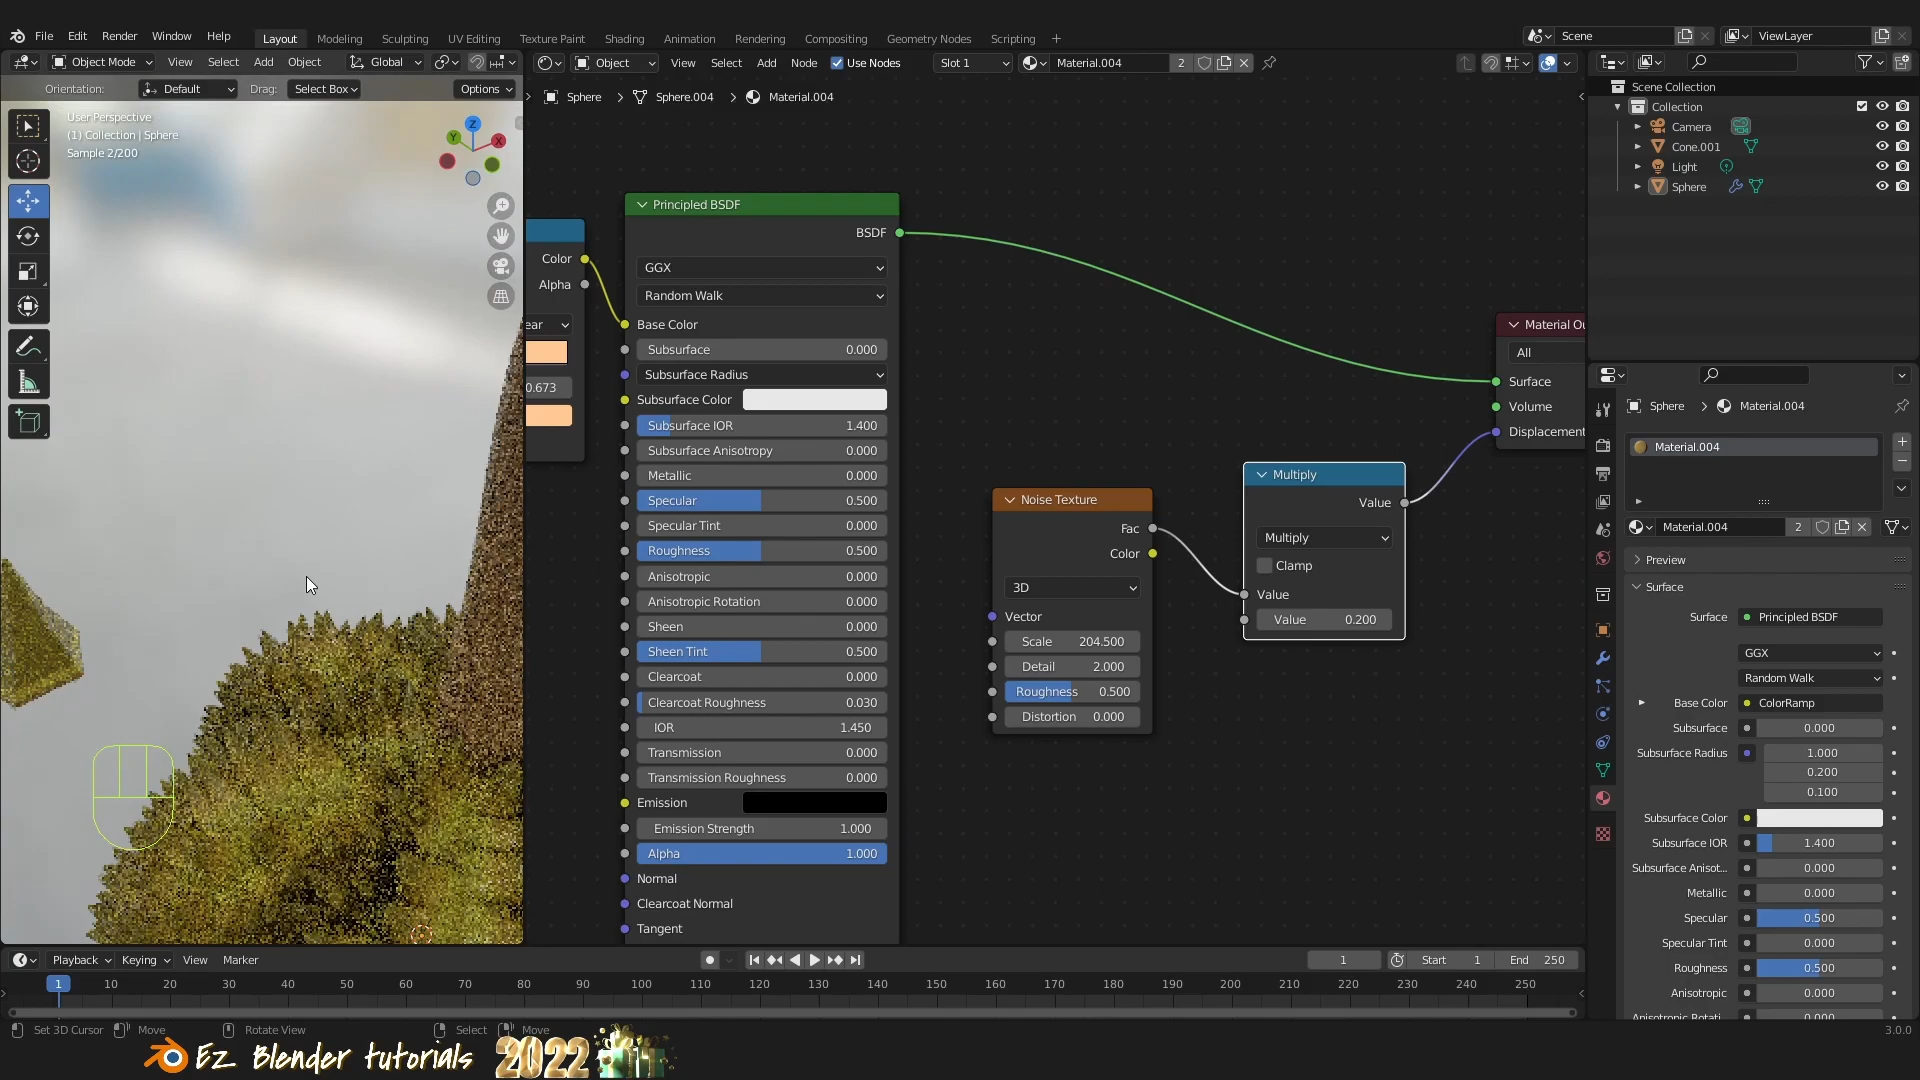 File Edit Render Window Help Layout Modeling Sculpting UV Editing Texture Paint Shading Animation Rendering Compositing Geometry Nodes Scripting + Scene ViewLayer
Object Mode View Select Add Object Global Object View Select Add Node Use Nodes Slot 1 Material.004 2
Orientation: Default Drag: Select Box Options
Sphere > Sphere.004 > Material.004
User Perspective
(1) Collection | Sphere
Sample 2/200
Z
Y
X
Color
Alpha
ear
0.673
Principled BSDF
BSDF
GGX
Random Walk
Base Color
Subsurface 0.000
Subsurface Radius
Subsurface Color
Subsurface IOR 1.400
Subsurface Anisotropy 0.000
Metallic 0.000
Specular 0.500
Specular Tint 0.000
Roughness 0.500
Anisotropic 0.000
Anisotropic Rotation 0.000
Sheen 0.000
Sheen Tint 0.500
Clearcoat 0.000
Clearcoat Roughness 0.030
IOR 1.450
Transmission 0.000
Transmission Roughness 0.000
Emission
Emission Strength 1.000
Alpha 1.000
Normal
Clearcoat Normal
Tangent
Noise Texture
Fac
Color
3D
Vector
Scale 204.500
Detail 2.000
Roughness 0.500
Distortion 0.000
Multiply
Value
Multiply
Clamp
Value
Value 0.200
Material Ou
All
Surface
Volume
Displacement
Scene Collection
Collection
Camera
Cone.001
Light
Sphere
Sphere > Material.004
Material.004
Material.004 2
Preview
Surface
Surface Principled BSDF
GGX
Random Walk
Base Color ColorRamp
Subsurface 0.000
Subsurface Radius 1.000
0.200
0.100
Subsurface Color
Subsurface IOR 1.400
Subsurface Anisot... 0.000
Metallic 0.000
Specular 0.500
Specular Tint 0.000
Roughness 0.500
Anisotropic 0.000
Anisotropic Rotati... 0.000
Playback Keying View Marker 1 Start 1 End 250
1 10 20 30 40 50 60 70 80 90 100 110 120 130 140 150 160 170 180 190 200 210 220 230 240 250
Set 3D Cursor Move Rotate View Select Move 3.0.0
Ez Blender tutorials 2022